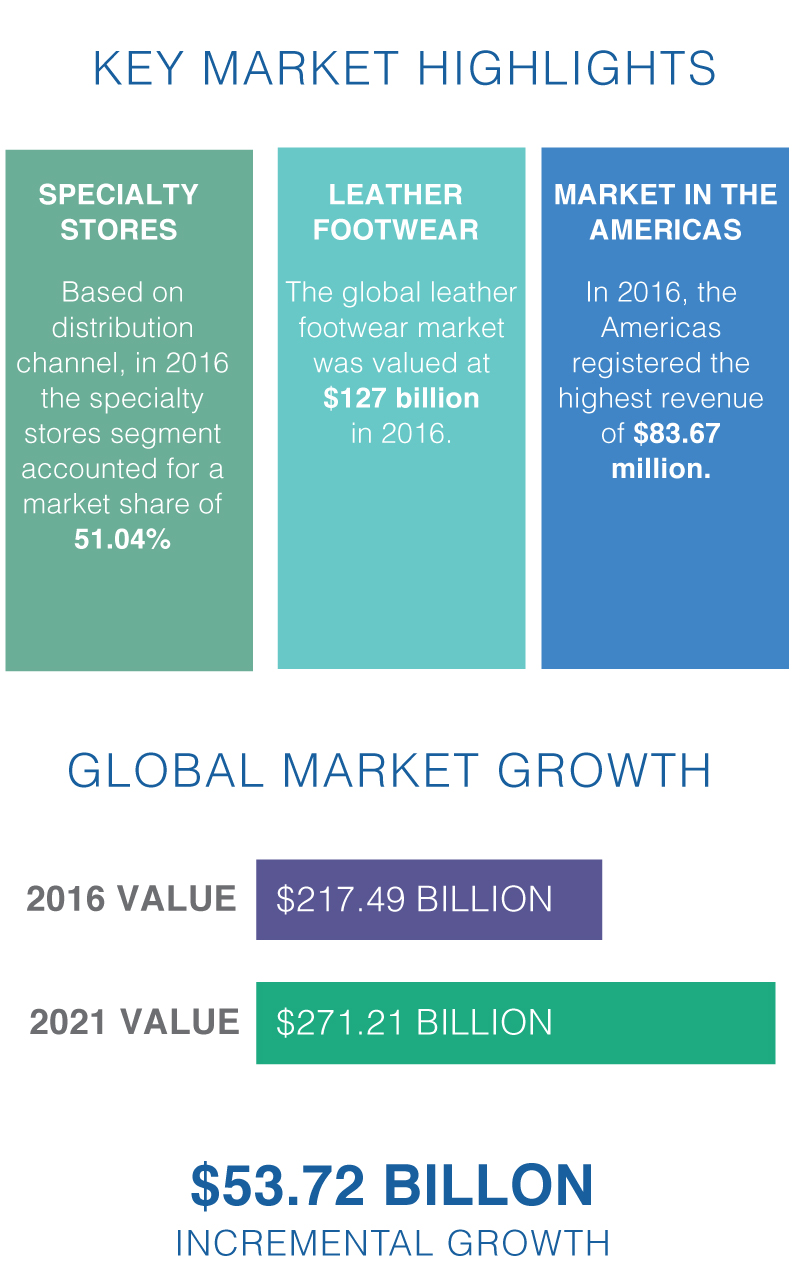 KEY MARKET HIGHLIGHTS
SPECIALTY
STORES
Based on
distribution
channel, in 2016
the specialty
stores segment
accounted for a
market share of
51.04%
LEATHER
FOOTWEAR
The global leather
footwear market
was valued at
$127 billion
in 2016.
MARKET IN THE
AMERICAS
In 2016, the
Americas
registered the
highest revenue
of $83.67
million.
GLOBAL MARKET GROWTH
2016 VALUE
$217.49 BILLION
2021 VALUE
$271.21 BILLION
$53.72 BILLON
INCREMENTAL GROWTH